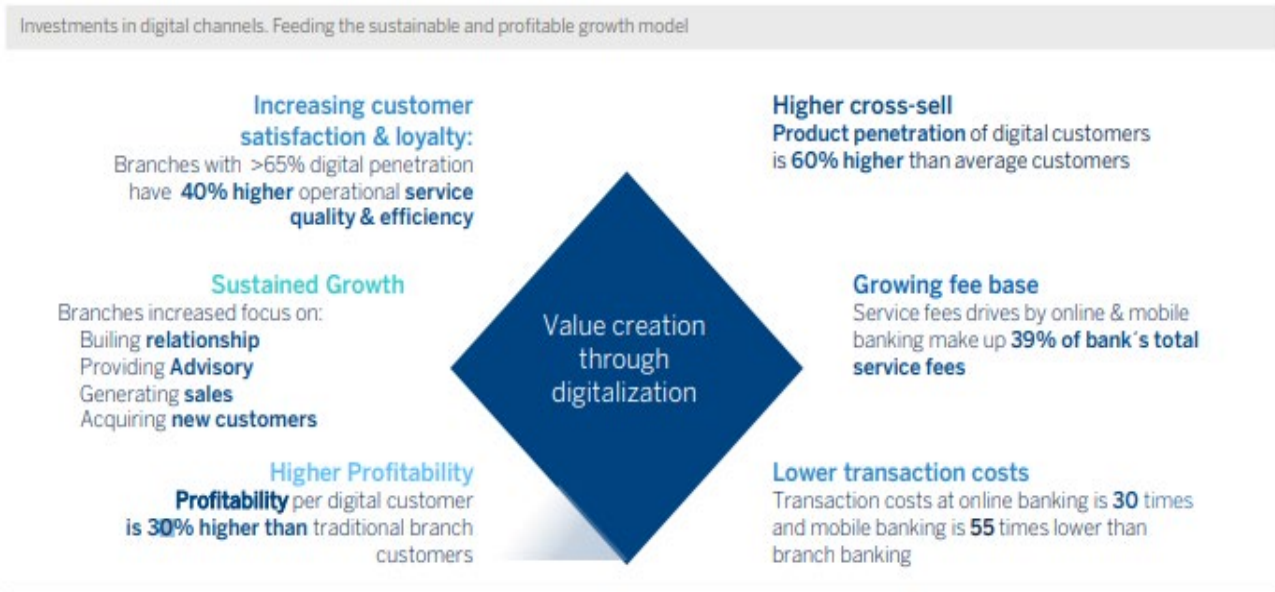 Investments in digital channels. Feeding the sustainable and profitable growth model
Increasing customer
satisfaction & loyalty:
Branches with >65% digital penetration
have 40% higher operational service
quality & efficiency
Sustained Growth
Branches increased focus on:
Builing relationship
Providing Advisory
Generating sales
Acquiring new customers
Higher Profitability
Profitability per digital customer
is 30% higher than traditional branch
customers
Value creation
through
digitalization
Higher cross-sell
Product penetration of digital customers
is 60% higher than average customers
Growing fee base
Service fees drives by online & mobile
banking make up 39% of bank´s total
service fees
Lower transaction costs
Transaction costs at online banking is 30 times
and mobile banking is 55 times lower than
branch banking